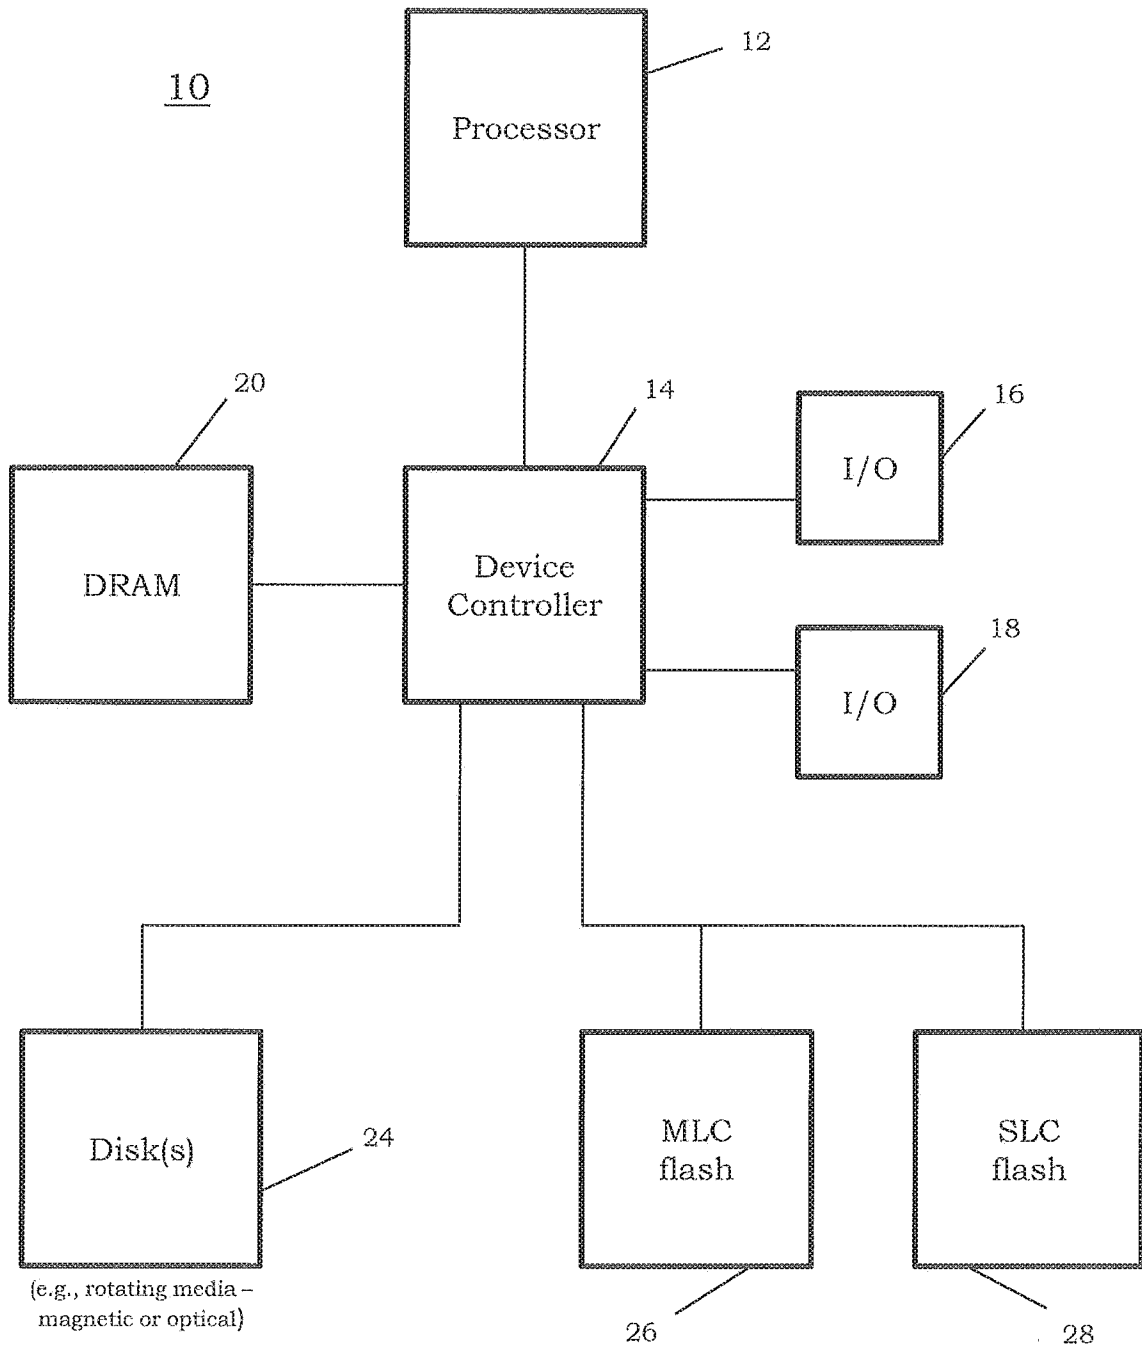 12
10
Processor
20
14
16
I/O
DRAM
Device
Controller
18
I/O
Disk(s)
24
MLC
flash
SLC
flash
(e.g., rotating media –
magnetic or optical)
26
28